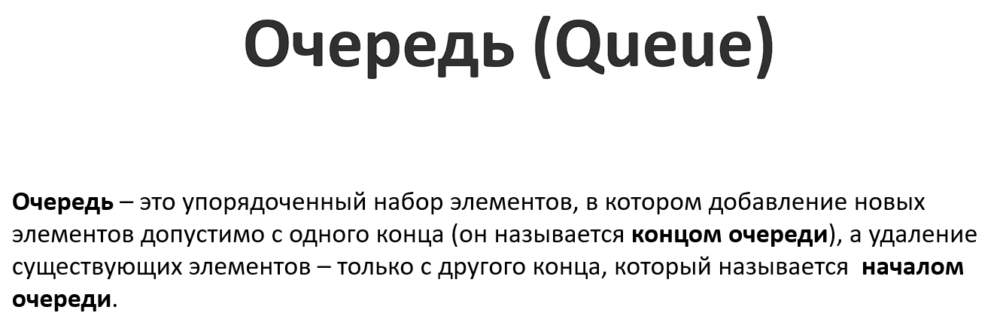 Очередь (Queue)
Очередь – это упорядоченный набор элементов, в котором добавление новых
элементов допустимо с одного конца (он называется концом очереди), а удаление
существующих элементов – только с другого конца, который называется  началом
очереди.